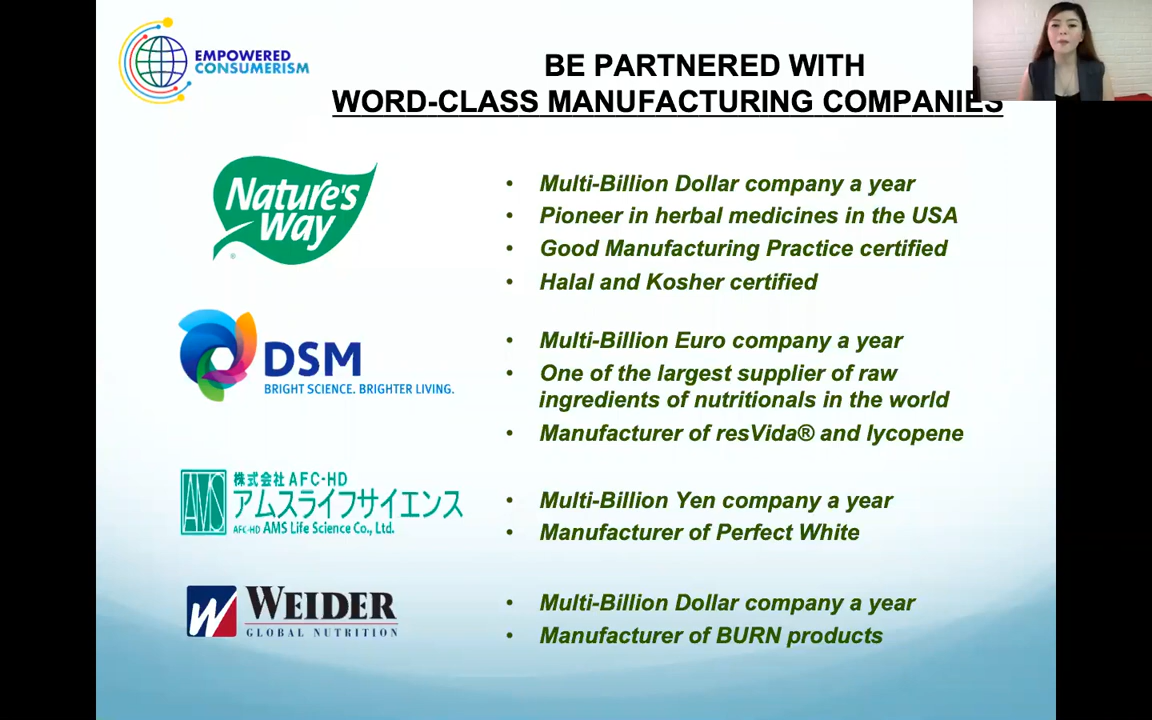 EMPOWERED
CONSUMERISM
BE PARTNERED WITH
WORD-CLASS MANUFACTURING COMPANIES
Nature's
Way
®
• Multi-Billion Dollar company a year
• Pioneer in herbal medicines in the USA
• Good Manufacturing Practice certified
• Halal and Kosher certified
DSM
BRIGHT SCIENCE. BRIGHTER LIVING.
• Multi-Billion Euro company a year
• One of the largest supplier of raw
ingredients of nutritionals in the world
• Manufacturer of resVida® and lycopene
AMS
株式会社 AFC-HD
アムスライフサイエンス
AFC-HD AMS Life Science Co., Ltd.
• Multi-Billion Yen company a year
• Manufacturer of Perfect White
W WEIDER
GLOBAL NUTRITION
• Multi-Billion Dollar company a year
• Manufacturer of BURN products